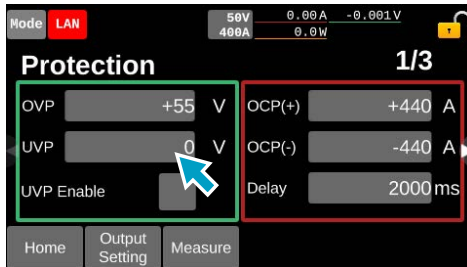 Mode LAN 50V 0.00A -0.001V
400A 0.0W
Protection 1/3
OVP +55 V OCP(+) +440 A
UVP 0 V OCP(-) -440 A
UVP Enable Delay 2000 ms
Home Output Setting Measure